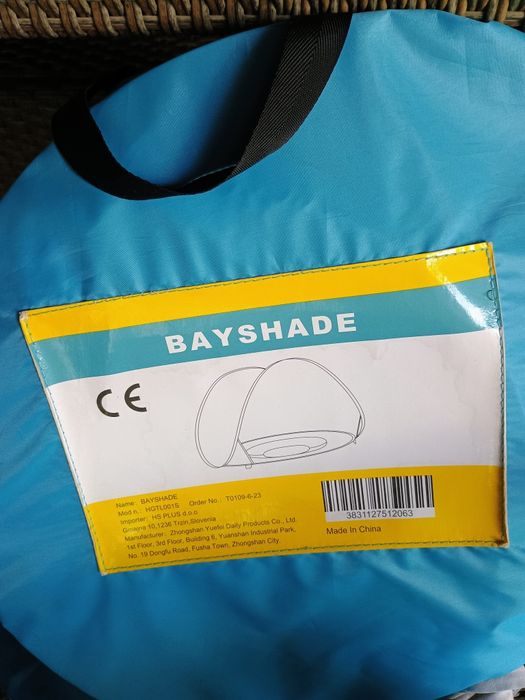 BAYSHADE
CE
Name: BAYSHADE
Mod n.: HGTL001S Order No.: T0109-6-23
Importer: HS PLUS d.o.o
Gmajna 10,1236 Trzin,Slovenia
Manufacturer: Zhongshan Yuefei Daily Products Co., Ltd.
1st Floor, 3rd Floor, Building 6, Yuanshan Industrial Park,
No. 19 Dongfu Road, Fusha Town, Zhongshan City.
3831127512063
Made In China